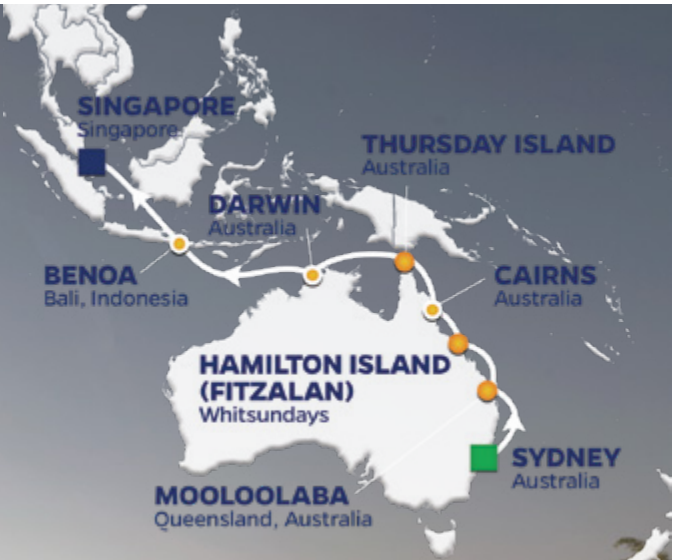 SINGAPORE
Singapore
THURSDAY ISLAND
Australia
DARWIN
Australia
BENOA
Bali, Indonesia
CAIRNS
Australia
HAMILTON ISLAND
(FITZALAN)
Whitsundays
SYDNEY
Australia
MOOLOOLABA
Queensland, Australia